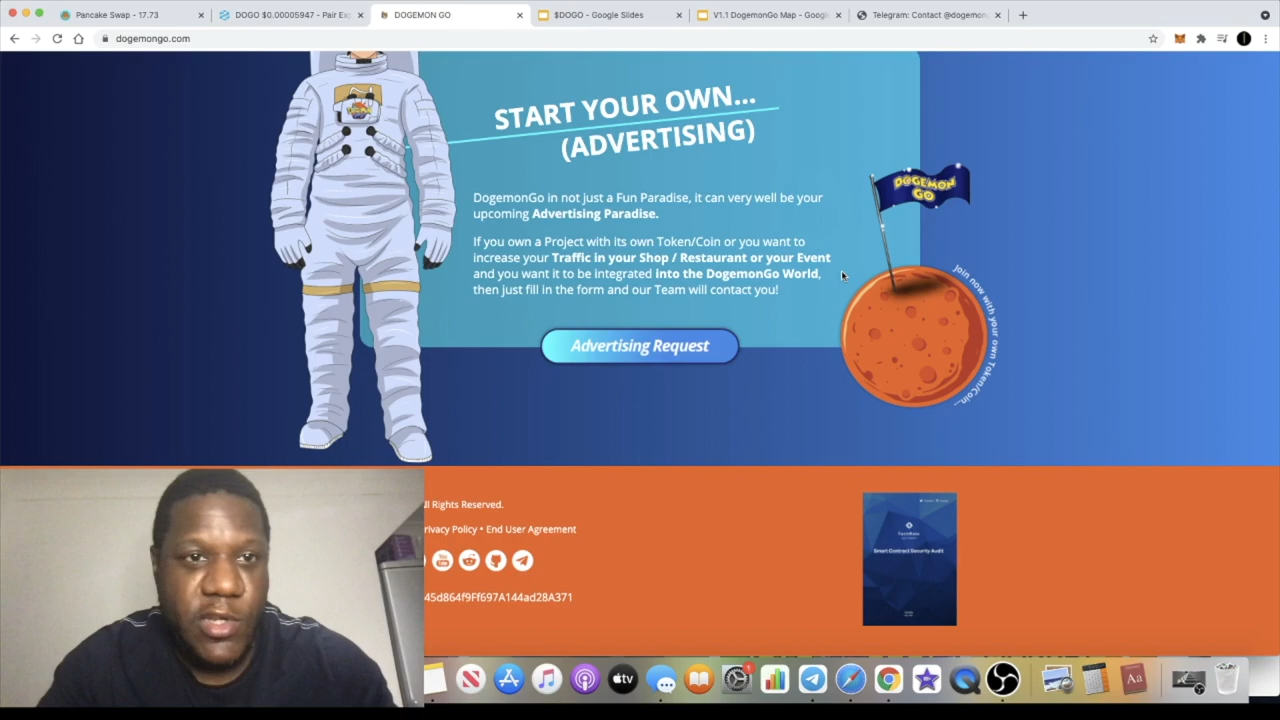 Pancake Swap - 17.73
DOGO $0.00005947 - Pair Ex
DOGEMON GO
$DOGO - Google Slides
V1.1 DogemonGo Map - Googl
Telegram: Contact @dogemon
dogemongo.com
START YOUR OWN...
(ADVERTISING)
DOGEMON
GO
DogemonGo in not just a Fun Paradise, it can very well be your
upcoming Advertising Paradise.
If you own a Project with its own Token/Coin or you want to
increase your Traffic in your Shop / Restaurant or your Event
and you want it to be integrated into the DogemonGo World,
then just fill in the form and our Team will contact you!
Join now with your own Token/Coin...
Advertising Request
ll Rights Reserved.
rivacy Policy • End User Agreement
45d864f9Ff697A144ad28A371
Smart Contract Security Audit
tv
1
Aa